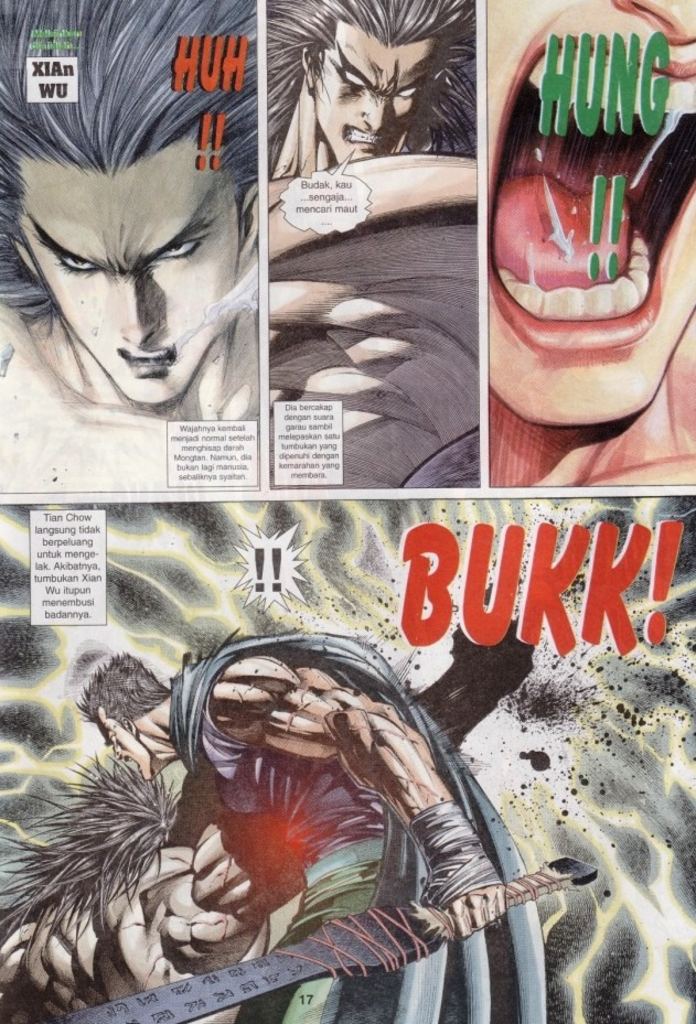 XIAn
WU
HUH
!!
Budak, kau
...sengaja...
mencari maut
....
HUNG
!!
Wajahnya kembali
menjadi normal setelah
menghisap darah
Mongtan. Namun, dia
bukan lagi manusia,
sebaliknya syaitan.
Dia bercakap
dengan suara
garau sambil
melepaskan satu
tumbukan yang
dipenuhi dengan
kemarahan yang
membara.
Tian Chow
langsung tidak
berpeluang
untuk menge-
lak. Akibatnya,
tumbukan Xian
Wu itupun
menembusi
badannya.
!!
BUKK!
17